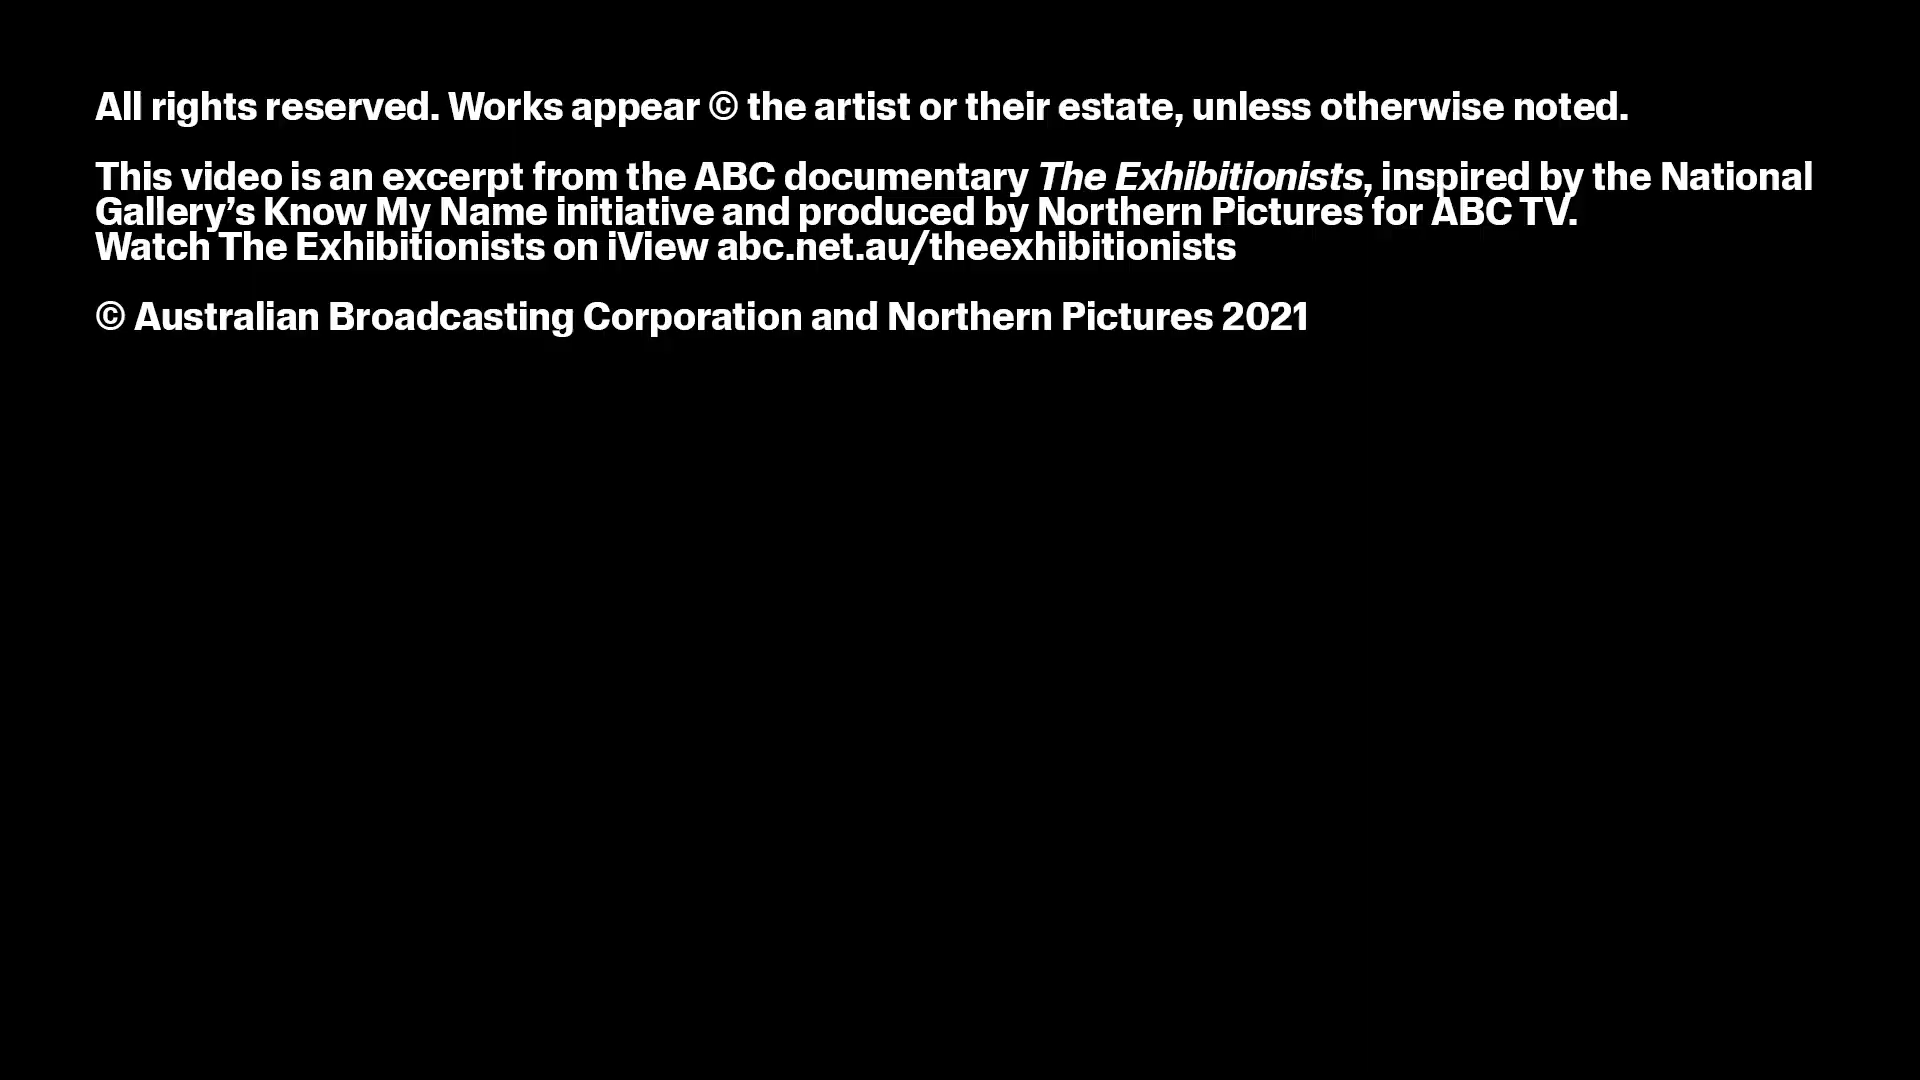 All rights reserved. Works appear © the artist or their estate, unless otherwise noted.
This video is an excerpt from the ABC documentary The Exhibitionists, inspired by the National
Gallery’s Know My Name initiative and produced by Northern Pictures for ABC TV.
Watch The Exhibitionists on iView abc.net.au/theexhibitionists
© Australian Broadcasting Corporation and Northern Pictures 2021